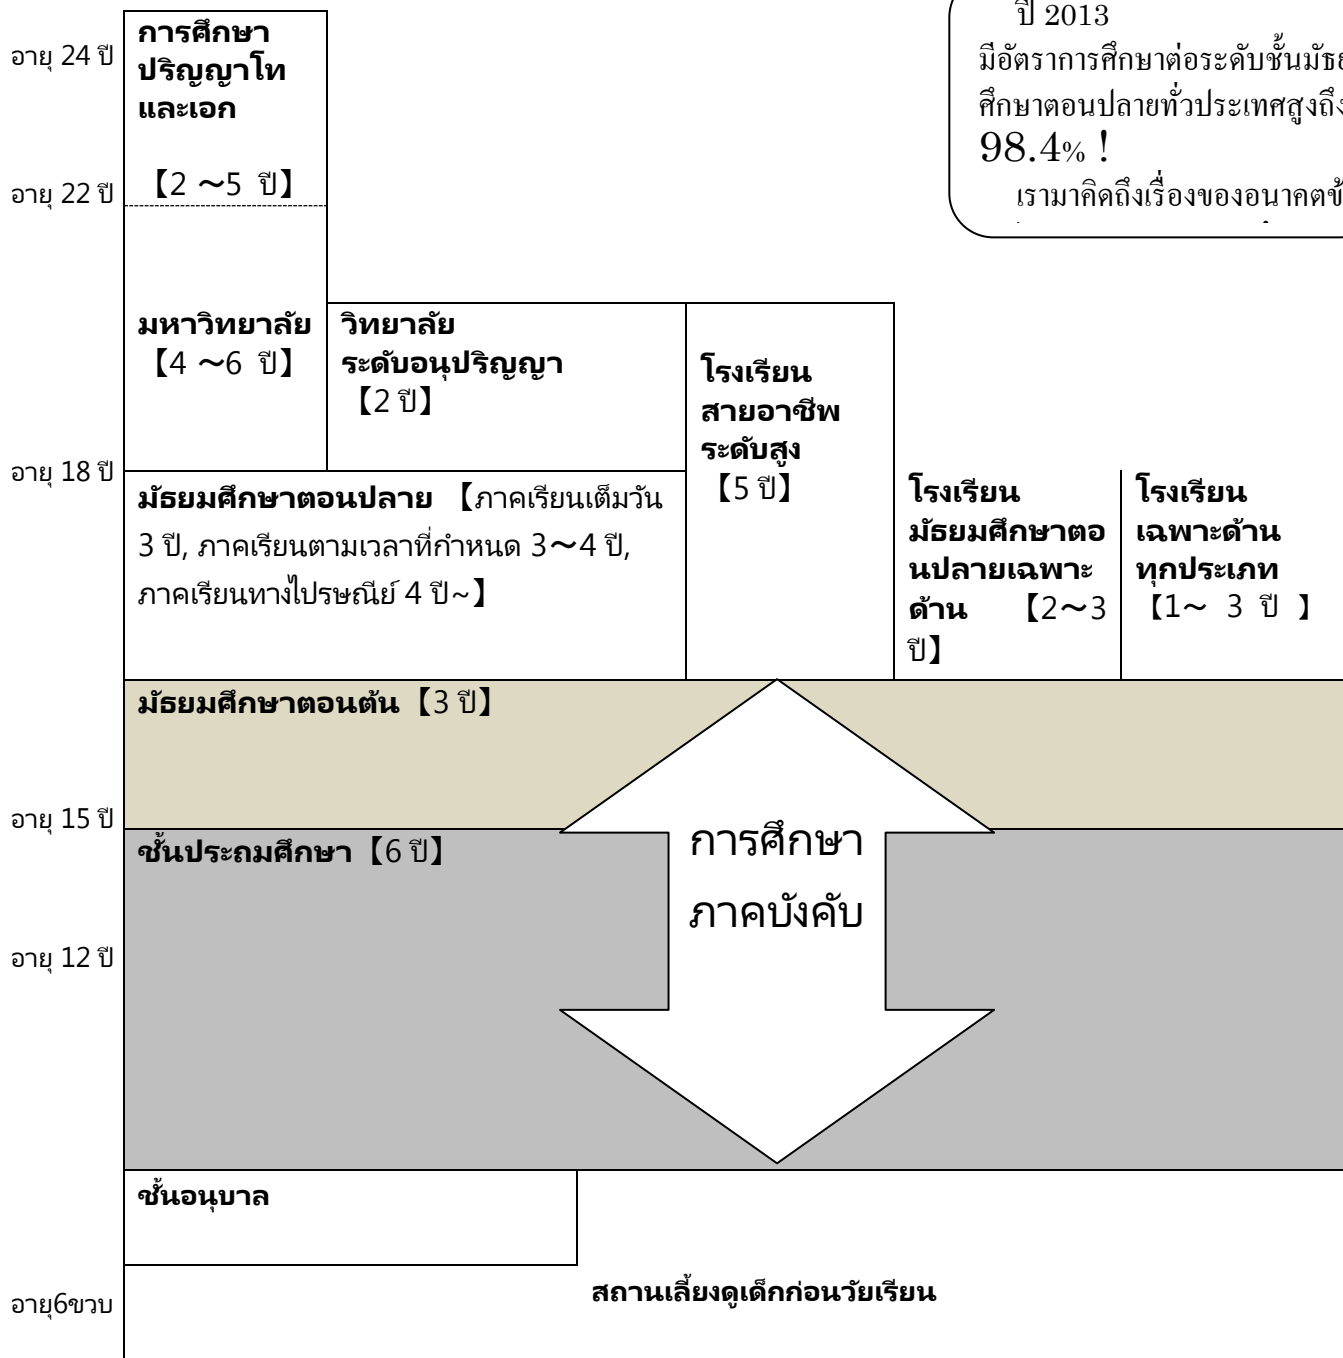 ปี 2013
มีอัตราการศึกษาต่อระดับชั้นมัธย
ศึกษาตอนปลายทั่วประเทศสูงถึง
98.4% !
เรามาคิดถึงเรื่องของอนาคตข้
อายุ 24 ปี
การศึกษา
ปริญญาโท
และเอก
【2 ～5 ปี】
อายุ 22 ปี
มหาวิทยาลัย
【4 ～6 ปี】
วิทยาลัย
ระดับอนุปริญญา
【2 ปี】
โรงเรียน
สายอาชีพ
ระดับสูง
【5 ปี】
อายุ 18 ปี
มัธยมศึกษาตอนปลาย 【ภาคเรียนเต็มวัน
3 ปี, ภาคเรียนตามเวลาที่กำหนด 3～4 ปี,
ภาคเรียนทางไปรษณีย์ 4 ปี~】
โรงเรียน
มัธยมศึกษาตอ
นปลายเฉพาะ
ด้าน 【2～3
ปี】
โรงเรียน
เฉพาะด้าน
ทุกประเภท
【1～ 3 ปี 】
มัธยมศึกษาตอนต้น【3 ปี】
อายุ 15 ปี
ชั้นประถมศึกษา【6 ปี】
การศึกษา
ภาคบังคับ
อายุ 12 ปี
ชั้นอนุบาล
สถานเลี้ยงดูเด็กก่อนวัยเรียน
อายุ6ขวบ